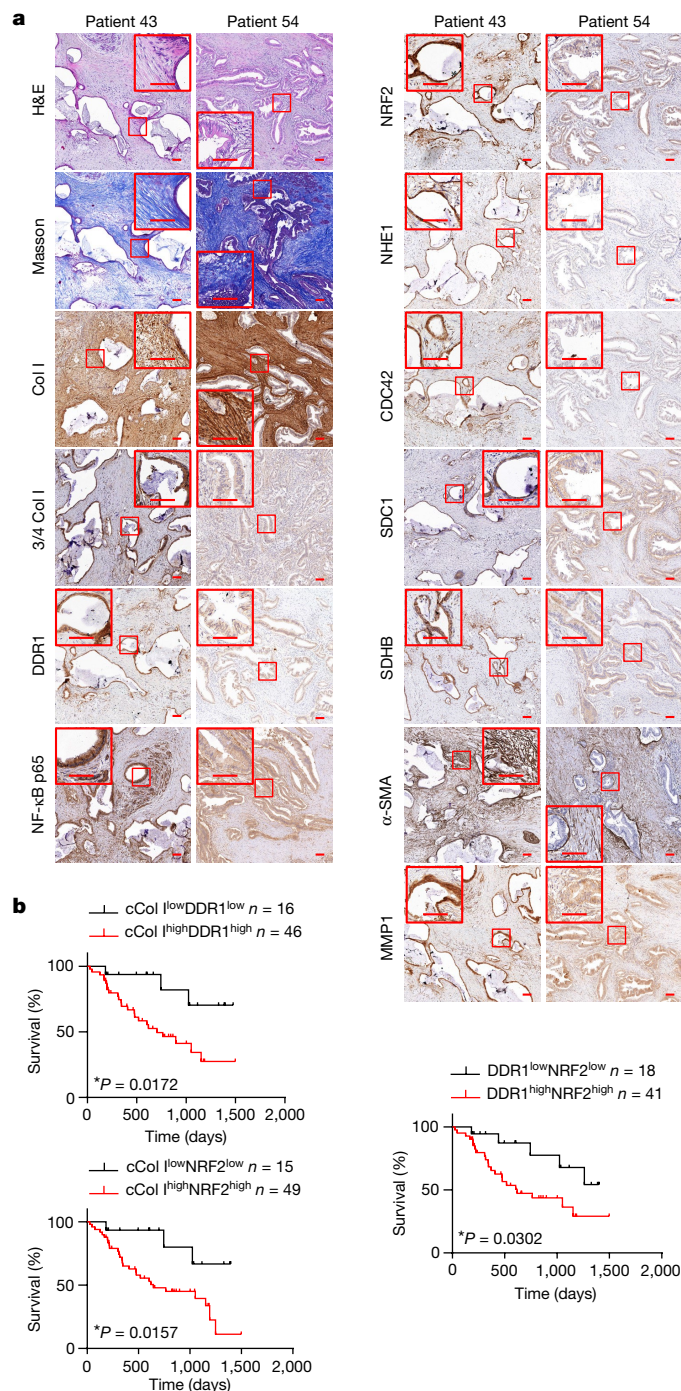 a
Patient 43
Patient 54
H&E
Masson
Col I
3/4 Col I
DDR1
NF-κB p65
Patient 43
Patient 54
NRF2
NHE1
CDC42
SDC1
SDHB
α-SMA
MMP1
b
cCol I^low DDR1^low n = 16
cCol I^high DDR1^high n = 46
Survival (%)
100
50
0
*P = 0.0172
0 500 1,000 1,500 2,000
Time (days)
cCol I^low NRF2^low n = 15
cCol I^high NRF2^high n = 49
Survival (%)
100
50
0
*P = 0.0157
0 500 1,000 1,500 2,000
Time (days)
DDR1^low NRF2^low n = 18
DDR1^high NRF2^high n = 41
Survival (%)
100
50
0
*P = 0.0302
0 500 1,000 1,500 2,000
Time (days)